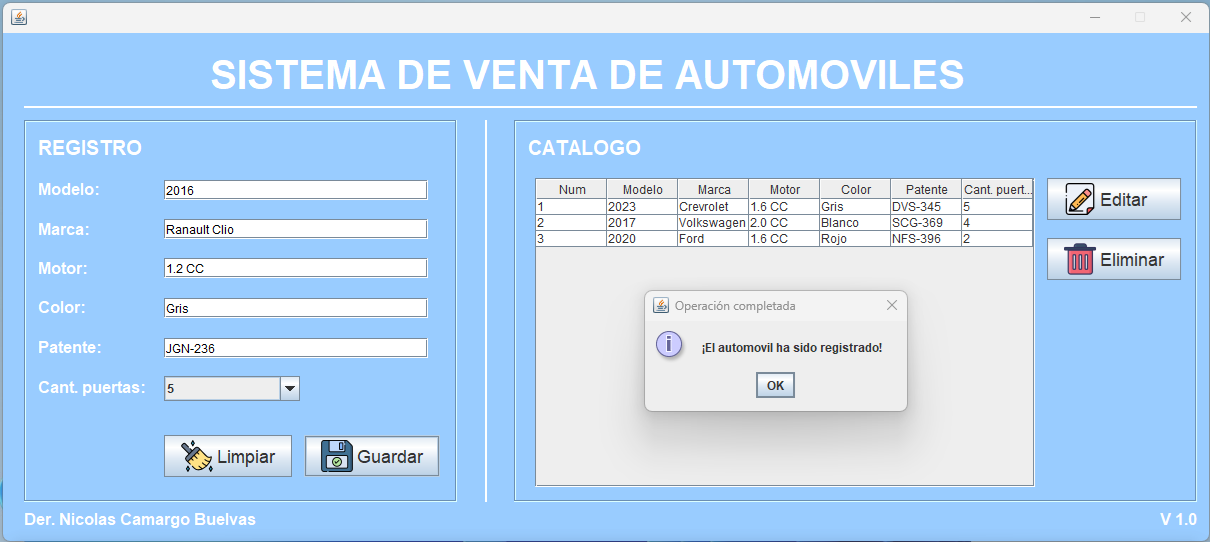 SISTEMA DE VENTA DE AUTOMOVILES
REGISTRO
Modelo: 2016
Marca: Ranault Clio
Motor: 1.2 CC
Color: Gris
Patente: JGN-236
Cant. puertas: 5
Limpiar Guardar
CATALOGO
Num Modelo Marca Motor Color Patente Cant. puert...
1 2023 Crevrolet 1.6 CC Gris DVS-345 5
2 2017 Volkswagen 2.0 CC Blanco SCG-369 4
3 2020 Ford 1.6 CC Rojo NFS-396 2
Editar
Eliminar
Operación completada
¡El automovil ha sido registrado!
OK
Der. Nicolas Camargo Buelvas
V 1.0